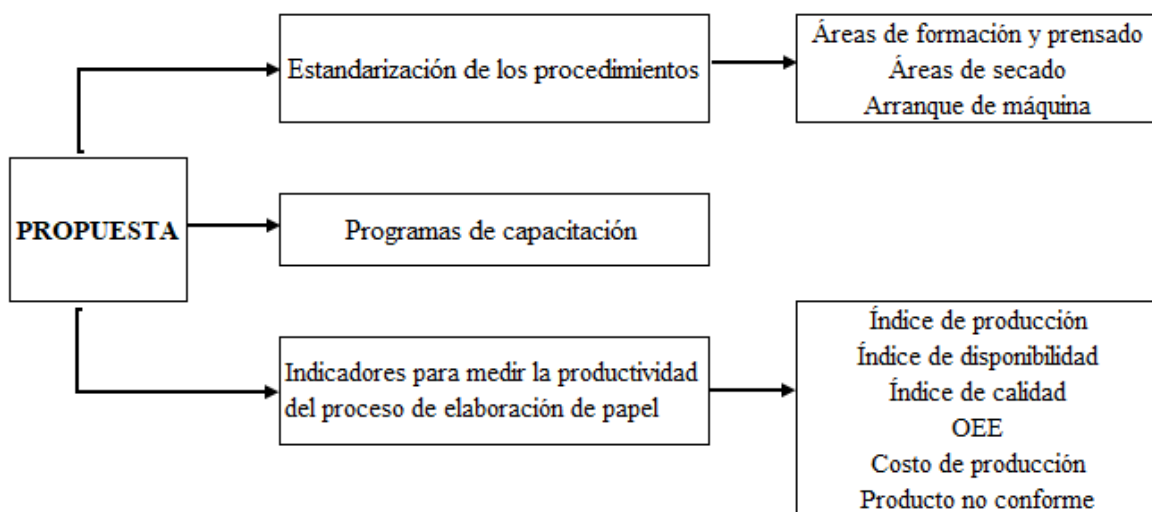 Estandarización de los procedimientos
Áreas de formación y prensado
Áreas de secado
Arranque de máquina
PROPUESTA
Programas de capacitación
Indicadores para medir la productividad
del proceso de elaboración de papel
Índice de producción
Índice de disponibilidad
Índice de calidad
OEE
Costo de producción
Producto no conforme